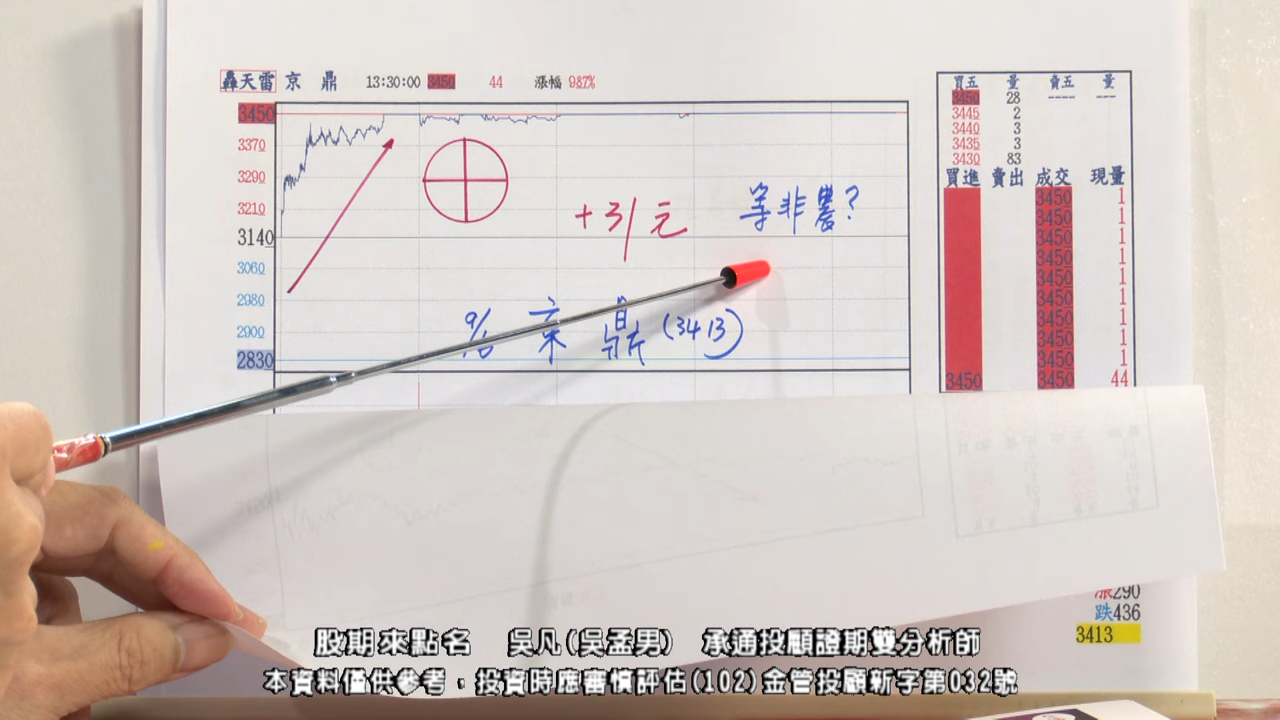 轟天雷 京 鼎 13:30:00 3450 44 漲幅 9.87%
3450
3370
3290
3210
3140
3060
2980
2900
2830
+31元
等非農?
9/6 京 鼎 (3413)
買五 量 賣五 量
3450 28 ---- ---
3445 2
3440 3
3435 3
3430 83
買進 賣出 成交 現量
3450 1
3450 1
3450 1
3450 1
3450 1
3450 1
3450 1
3450 1
3450 1
3450 3450 44
漲290
跌436
3413
股期來點名 吳凡(吳孟男) 承通投顧證期雙分析師
本資料僅供參考,投資時應審慎評估(102)金管投顧新字第032號